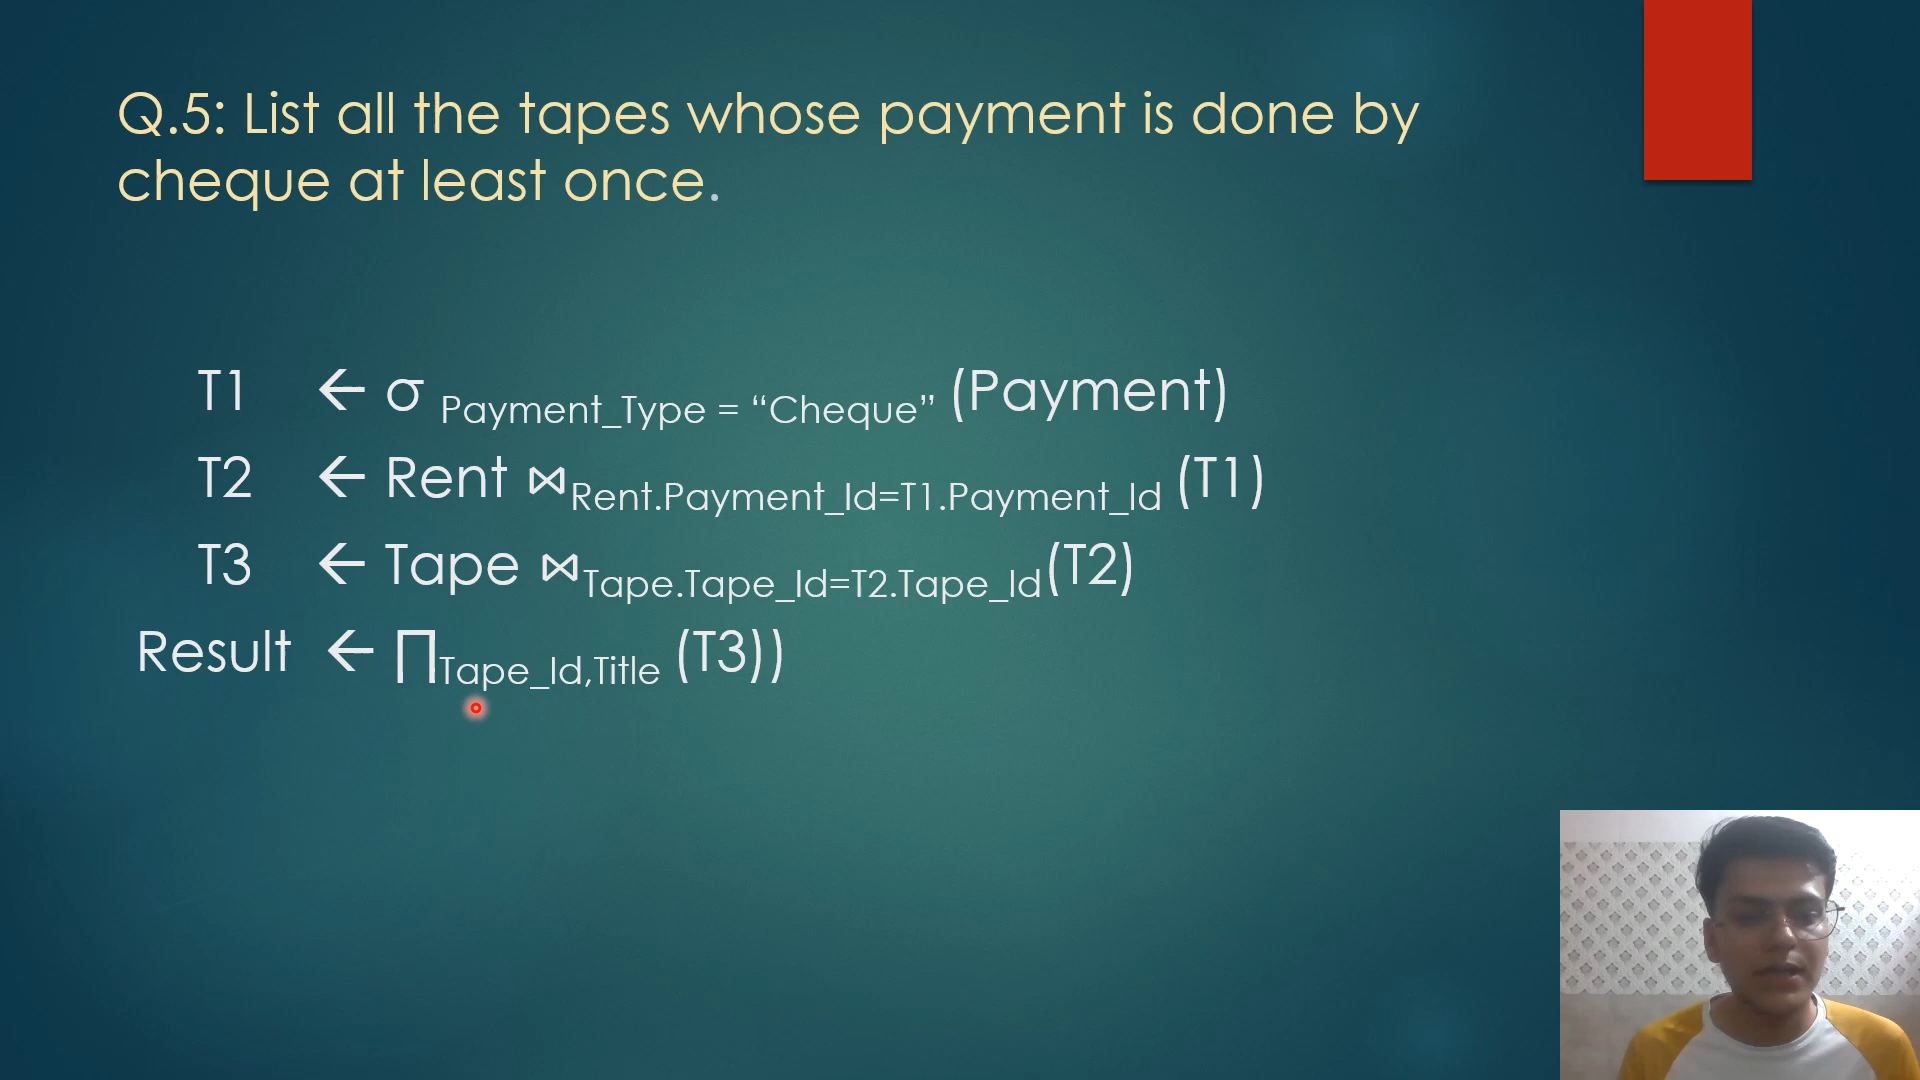 Q.5: List all the tapes whose payment is done by
cheque at least once.
T1 ← σ Payment_Type = “Cheque” (Payment)
T2 ← Rent ⋈Rent.Payment_Id=T1.Payment_Id (T1)
T3 ← Tape ⋈Tape.Tape_Id=T2.Tape_Id(T2)
Result ← ∏Tape_Id,Title (T3))